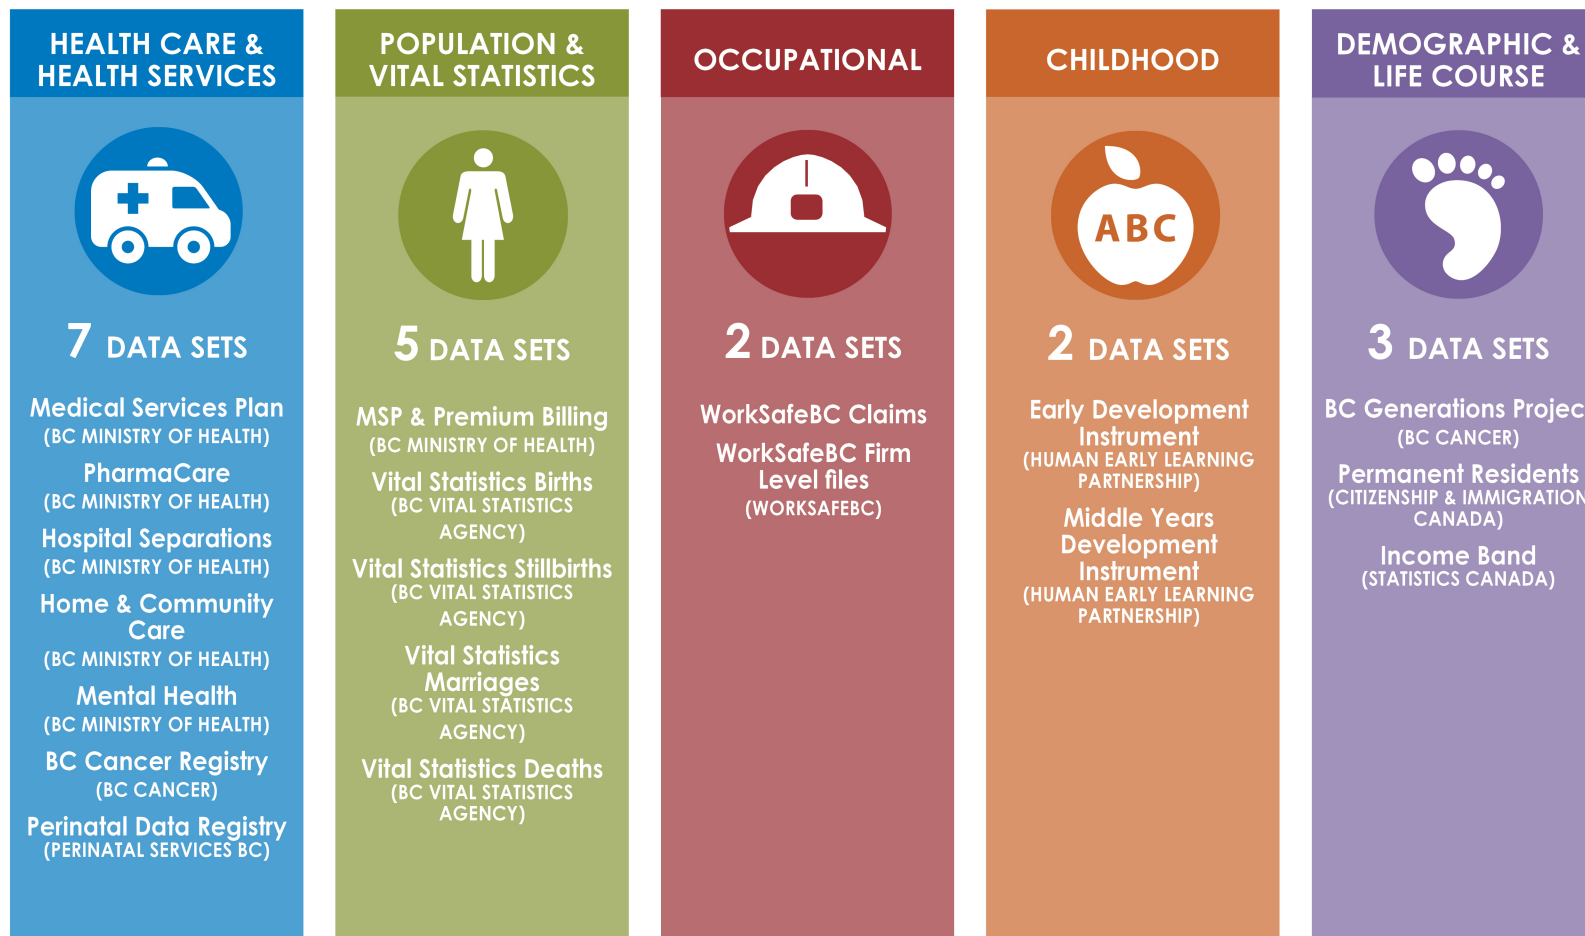 HEALTH CARE &
HEALTH SERVICES
7 DATA SETS
Medical Services Plan
(BC MINISTRY OF HEALTH)
PharmaCare
(BC MINISTRY OF HEALTH)
Hospital Separations
(BC MINISTRY OF HEALTH)
Home & Community
Care
(BC MINISTRY OF HEALTH)
Mental Health
(BC MINISTRY OF HEALTH)
BC Cancer Registry
(BC CANCER)
Perinatal Data Registry
(PERINATAL SERVICES BC)
POPULATION &
VITAL STATISTICS
5 DATA SETS
MSP & Premium Billing
(BC MINISTRY OF HEALTH)
Vital Statistics Births
(BC VITAL STATISTICS
AGENCY)
Vital Statistics Stillbirths
(BC VITAL STATISTICS
AGENCY)
Vital Statistics
Marriages
(BC VITAL STATISTICS
AGENCY)
Vital Statistics Deaths
(BC VITAL STATISTICS
AGENCY)
OCCUPATIONAL
2 DATA SETS
WorkSafeBC Claims
WorkSafeBC Firm
Level files
(WORKSAFEBC)
CHILDHOOD
ABC
2 DATA SETS
Early Development
Instrument
(HUMAN EARLY LEARNING
PARTNERSHIP)
Middle Years
Development
Instrument
(HUMAN EARLY LEARNING
PARTNERSHIP)
DEMOGRAPHIC &
LIFE COURSE
3 DATA SETS
BC Generations Projec
(BC CANCER)
Permanent Residents
(CITIZENSHIP & IMMIGRATION
CANADA)
Income Band
(STATISTICS CANADA)